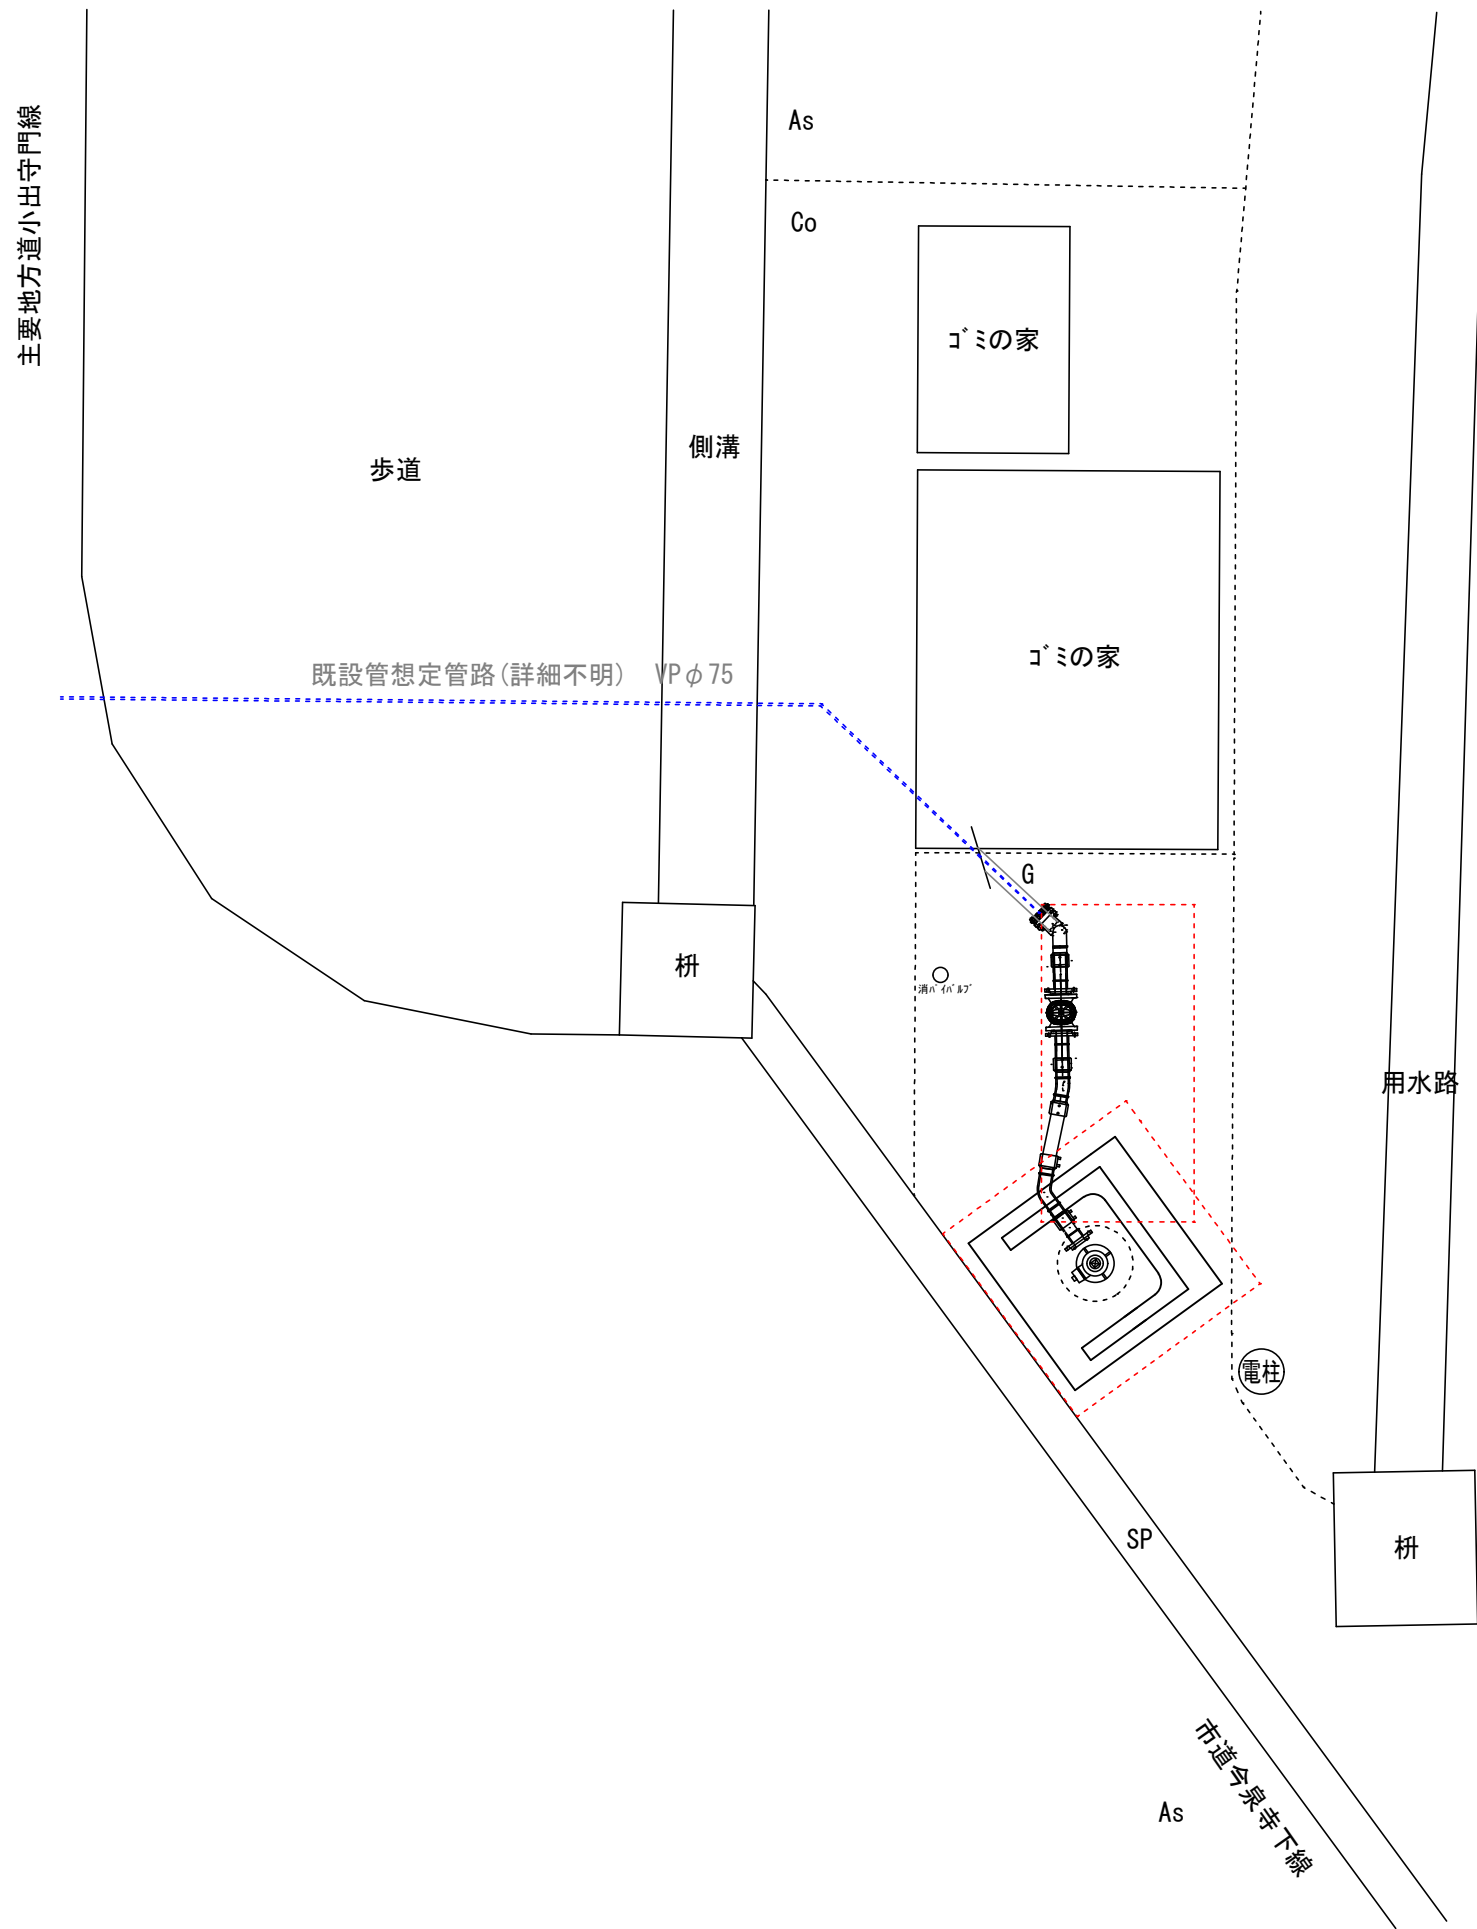 主要地方道小出守門線
As
Co
ｺﾞﾐの家
側溝
歩道
ｺﾞﾐの家
既設管想定管路(詳細不明)　VPφ75
G
枡
消ﾊﾟｲﾊﾞﾙﾌﾞ
用水路
電柱
SP
枡
市道今泉寺下線
As